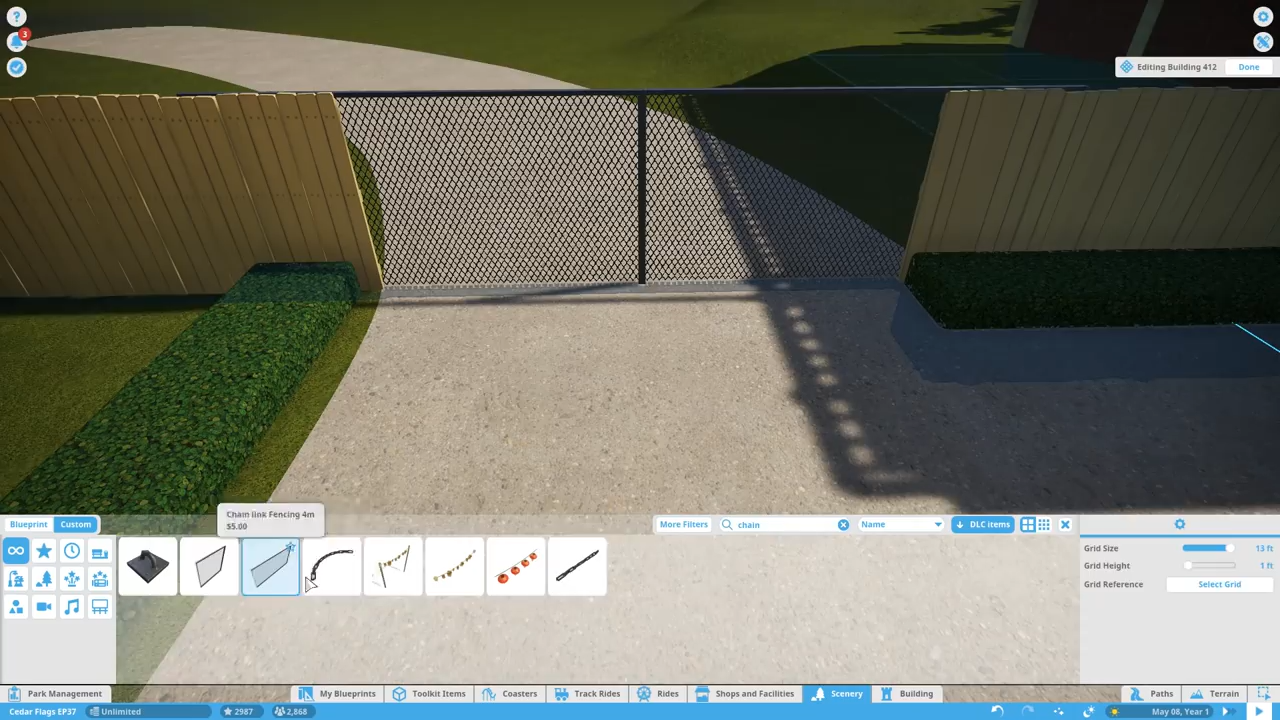 ?
3
Editing Building 412
Done
Chain link Fencing 4m
$5.00
Blueprint
Custom
More Filters
chain
Name
DLC items
Grid Size
13 ft
Grid Height
1 ft
Grid Reference
Select Grid
Park Management
My Blueprints
Toolkit Items
Coasters
Track Rides
Rides
Shops and Facilities
Scenery
Building
Paths
Terrain
Cedar Flags EP37
Unlimited
2987
2,868
May 08, Year 1